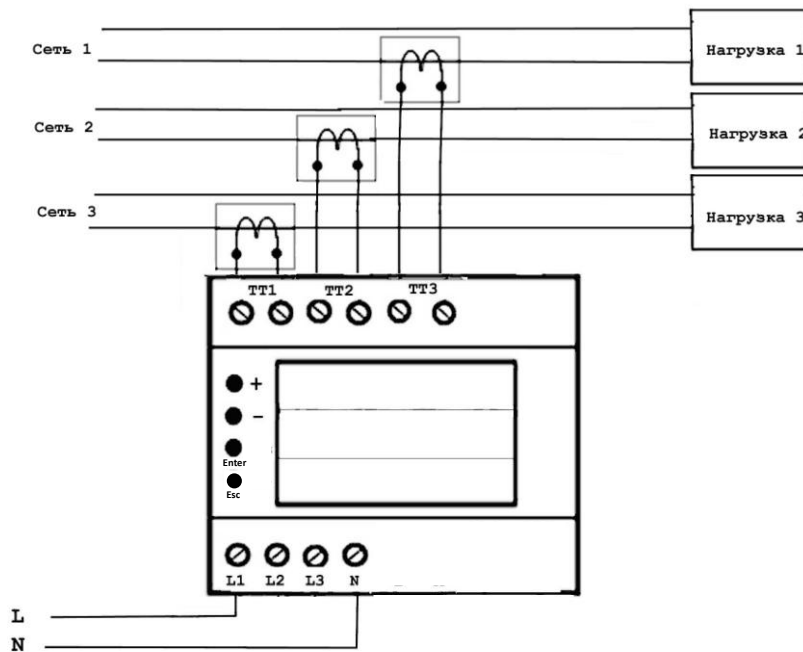 Сеть 1
Нагрузка 1
Сеть 2
Нагрузка 2
Сеть 3
Нагрузка 3
ТТ1 ТТ2 ТТ3
+
-
Enter
Esc
L1 L2 L3 N
L
N